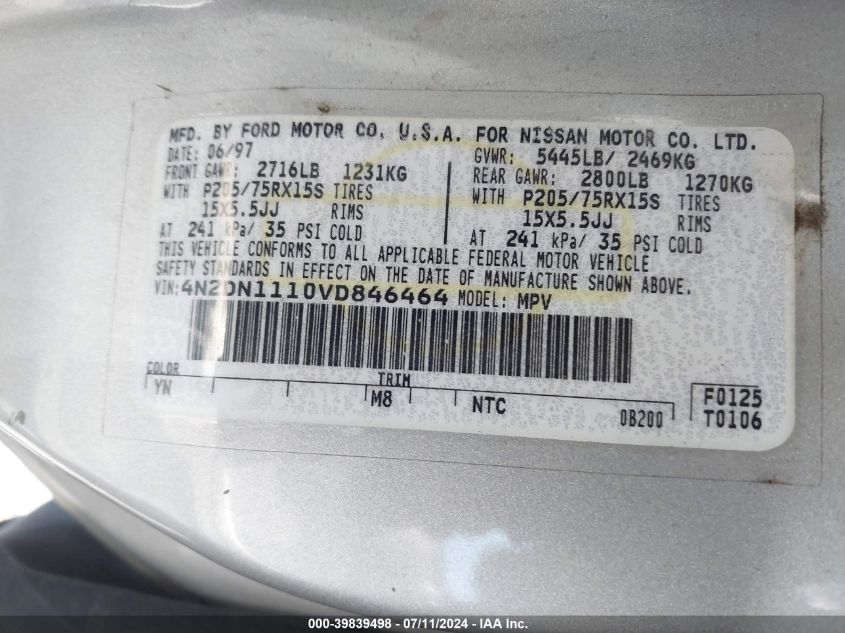 MFD. BY FORD MOTOR CO, U.S.A. FOR NISSAN MOTOR CO. LTD.
DATE: 06/97 GVWR: 5445LB/ 2469KG
FRONT GAWR: 2716LB 1231KG REAR GAWR: 2800LB 1270KG
WITH P205/75RX15S TIRES WITH P205/75RX15S TIRES
15X5.5JJ RIMS 15X5.5JJ RIMS
AT 241 kPa/ 35 PSI COLD AT 241 kPa/ 35 PSI COLD
THIS VEHICLE CONFORMS TO ALL APPLICABLE FEDERAL MOTOR VEHICLE
SAFETY STANDARDS IN EFFECT ON THE DATE OF MANUFACTURE SHOWN ABOVE.
VIN: 4N2DN1110VD846464 MODEL: MPV
COLOR TRIM
YN M8 NTC 0B200 F0125
T0106
000-39839498 - 07/11/2024 - IAA Inc.